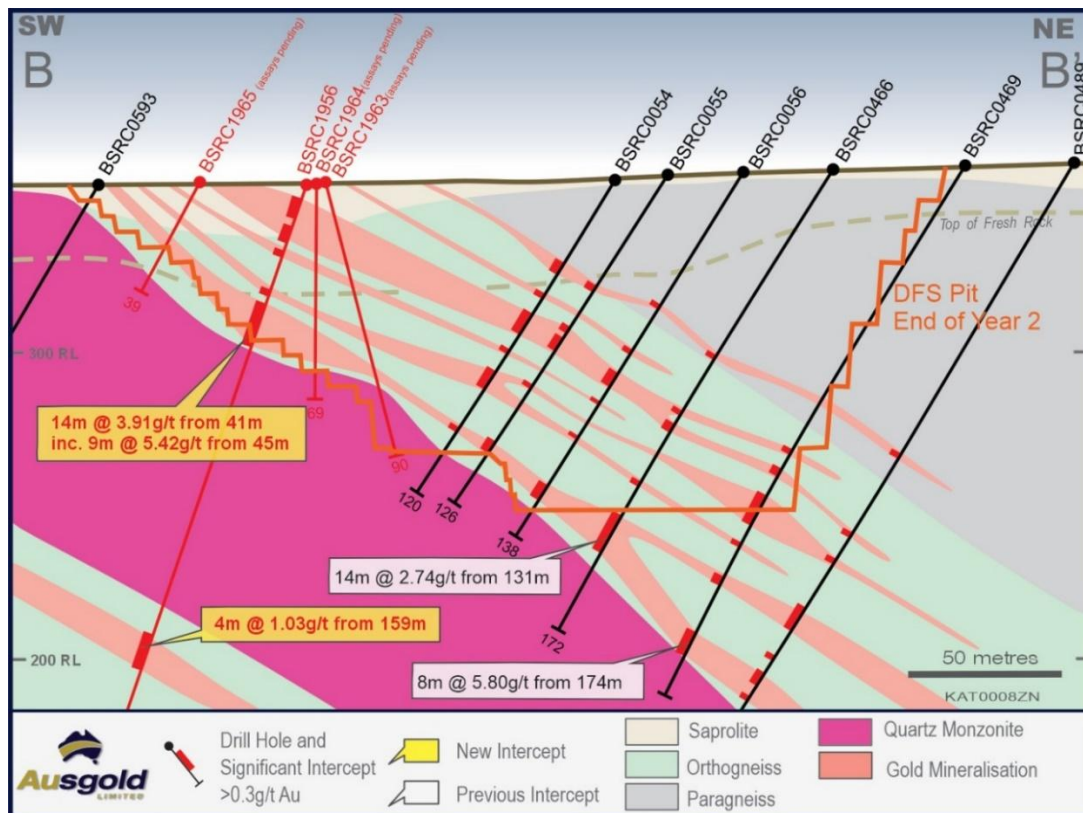 SW
NE
B
B'
BSRC0593
BSRC1965 (assays pending)
BSRC1956
BSRC1964 (assays pending)
BSRC1963 (assays pending)
BSRC0054
BSRC0055
BSRC0056
BSRC0466
BSRC0469
BSRC0489
Top of Fresh Rock
DFS Pit
End of Year 2
39
300 RL
69
14m @ 3.91g/t from 41m
inc. 9m @ 5.42g/t from 45m
90
120
126
138
14m @ 2.74g/t from 131m
172
4m @ 1.03g/t from 159m
200 RL
8m @ 5.80g/t from 174m
50 metres
KAT0008ZN
Ausgold
LIMITED
Drill Hole and
Significant Intercept
>0.3g/t Au
New Intercept
Previous Intercept
Saprolite
Orthogneiss
Paragneiss
Quartz Monzonite
Gold Mineralisation